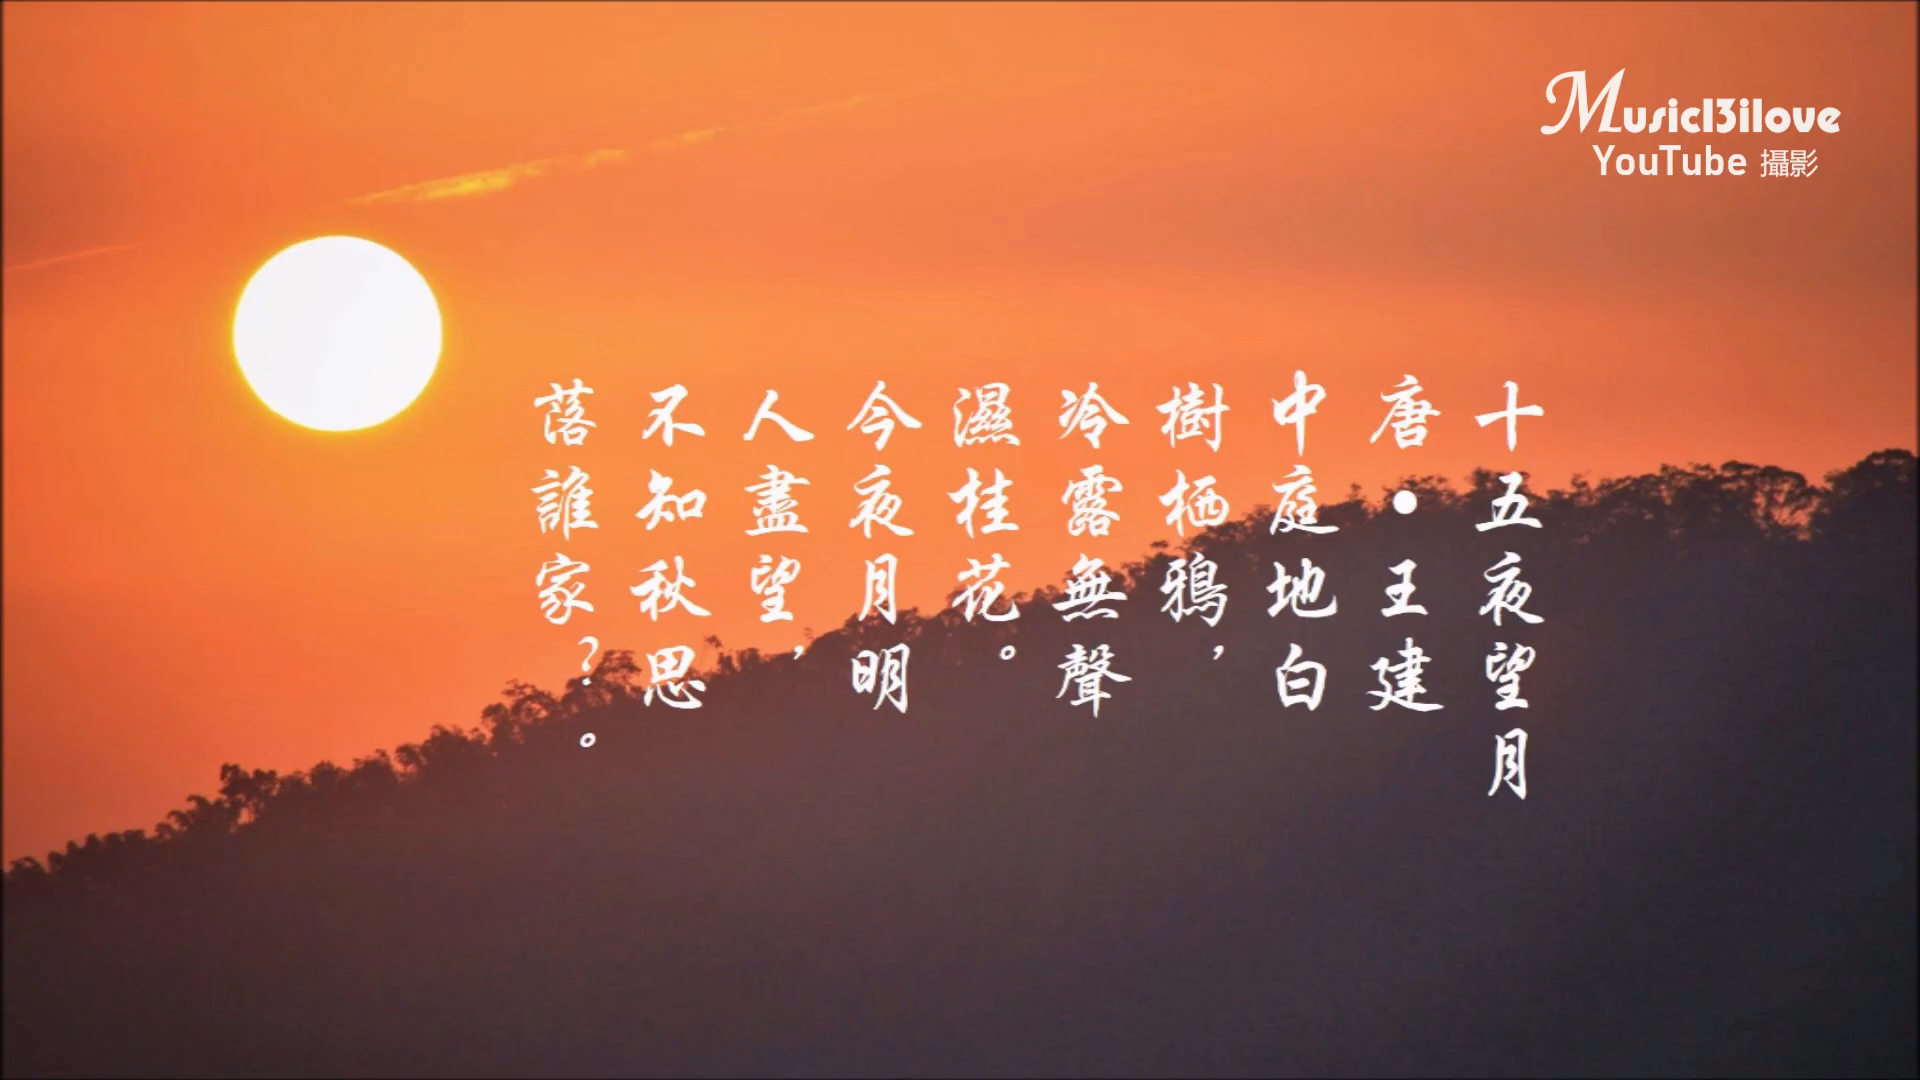 Music13ilove
YouTube 攝影
十五夜望月
唐•王建
中庭地白
樹栖鴉，
冷露無聲
濕桂花。
今夜月明
人盡望，
不知秋思
落誰家？。